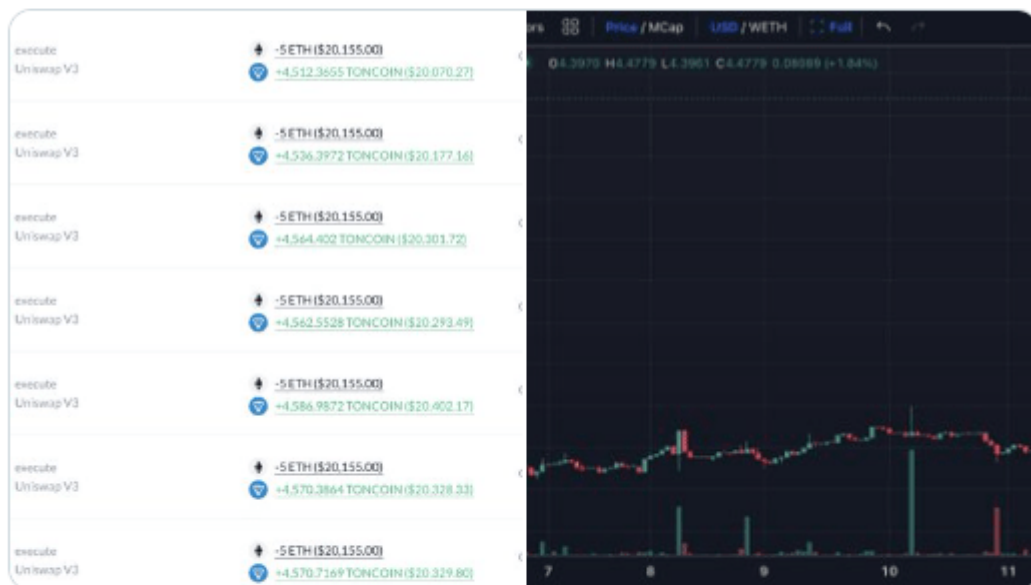 execute
Uniswap V3
-5 ETH ($20,155.00)
+4,512.3655 TONCOIN ($20,070.27)
execute
Uniswap V3
-5 ETH ($20,155.00)
+4,536.3972 TONCOIN ($20,177.16)
execute
Uniswap V3
-5 ETH ($20,155.00)
+4,564.402 TONCOIN ($20,301.72)
execute
Uniswap V3
-5 ETH ($20,155.00)
+4,562.5528 TONCOIN ($20,293.49)
execute
Uniswap V3
-5 ETH ($20,155.00)
+4,586.9872 TONCOIN ($20,402.17)
execute
Uniswap V3
-5 ETH ($20,155.00)
+4,570.3864 TONCOIN ($20,328.33)
execute
Uniswap V3
-5 ETH ($20,155.00)
+4,570.7169 TONCOIN ($20,329.80)
ors Price / MCap USD / WETH Full
O4.3970 H4.4779 L4.3961 C4.4779 0.08089 (+1.84%)
7 8 9 10 11